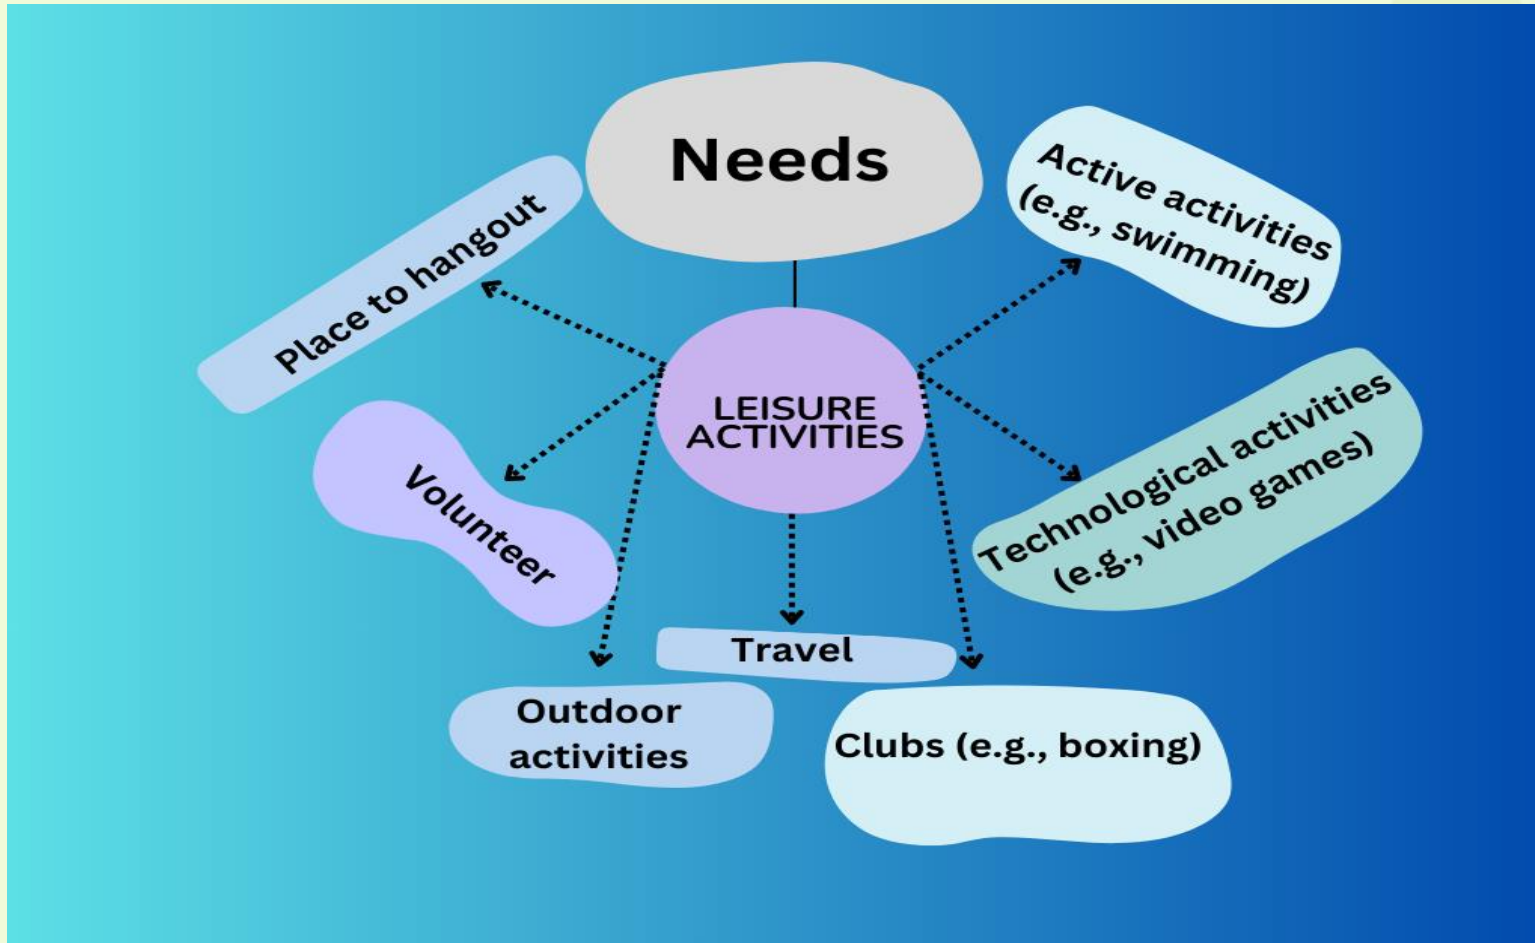 Needs
LEISURE
ACTIVITIES
Place to hangout
Volunteer
Outdoor
activities
Travel
Clubs (e.g., boxing)
Technological activities
(e.g., video games)
Active activities
(e.g., swimming)